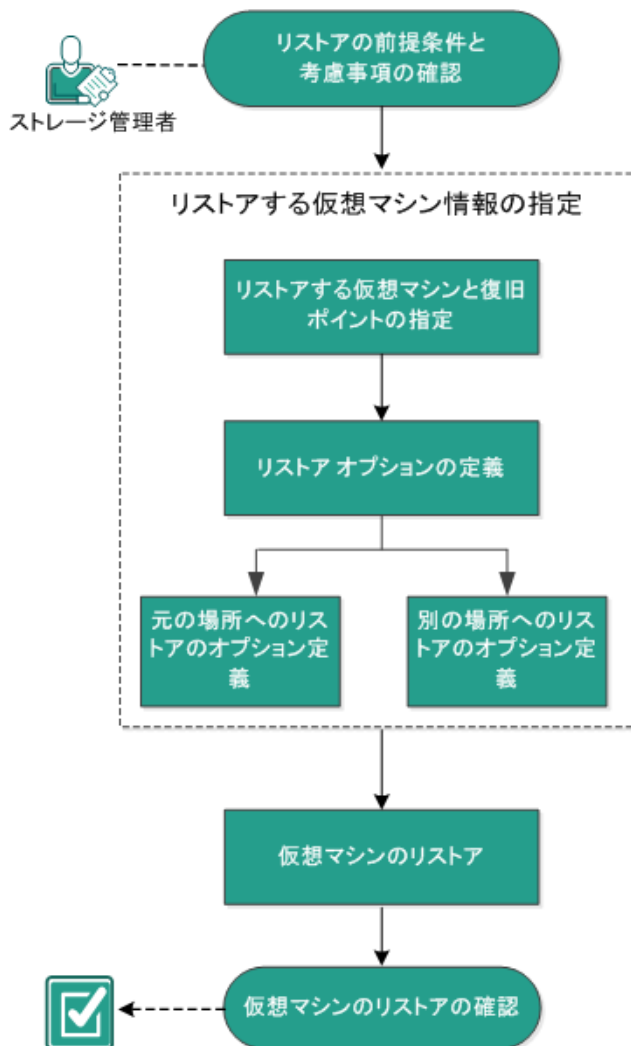 リストアの前提条件と
考慮事項の確認
ストレージ管理者
リストアする仮想マシン情報の指定
リストアする仮想マシンと復旧
ポイントの指定
リストア オプションの定義
元の場所へのリス
トアのオプション定
義
別の場所へのリス
トアのオプション定
義
仮想マシンのリストア
仮想マシンのリストアの確認